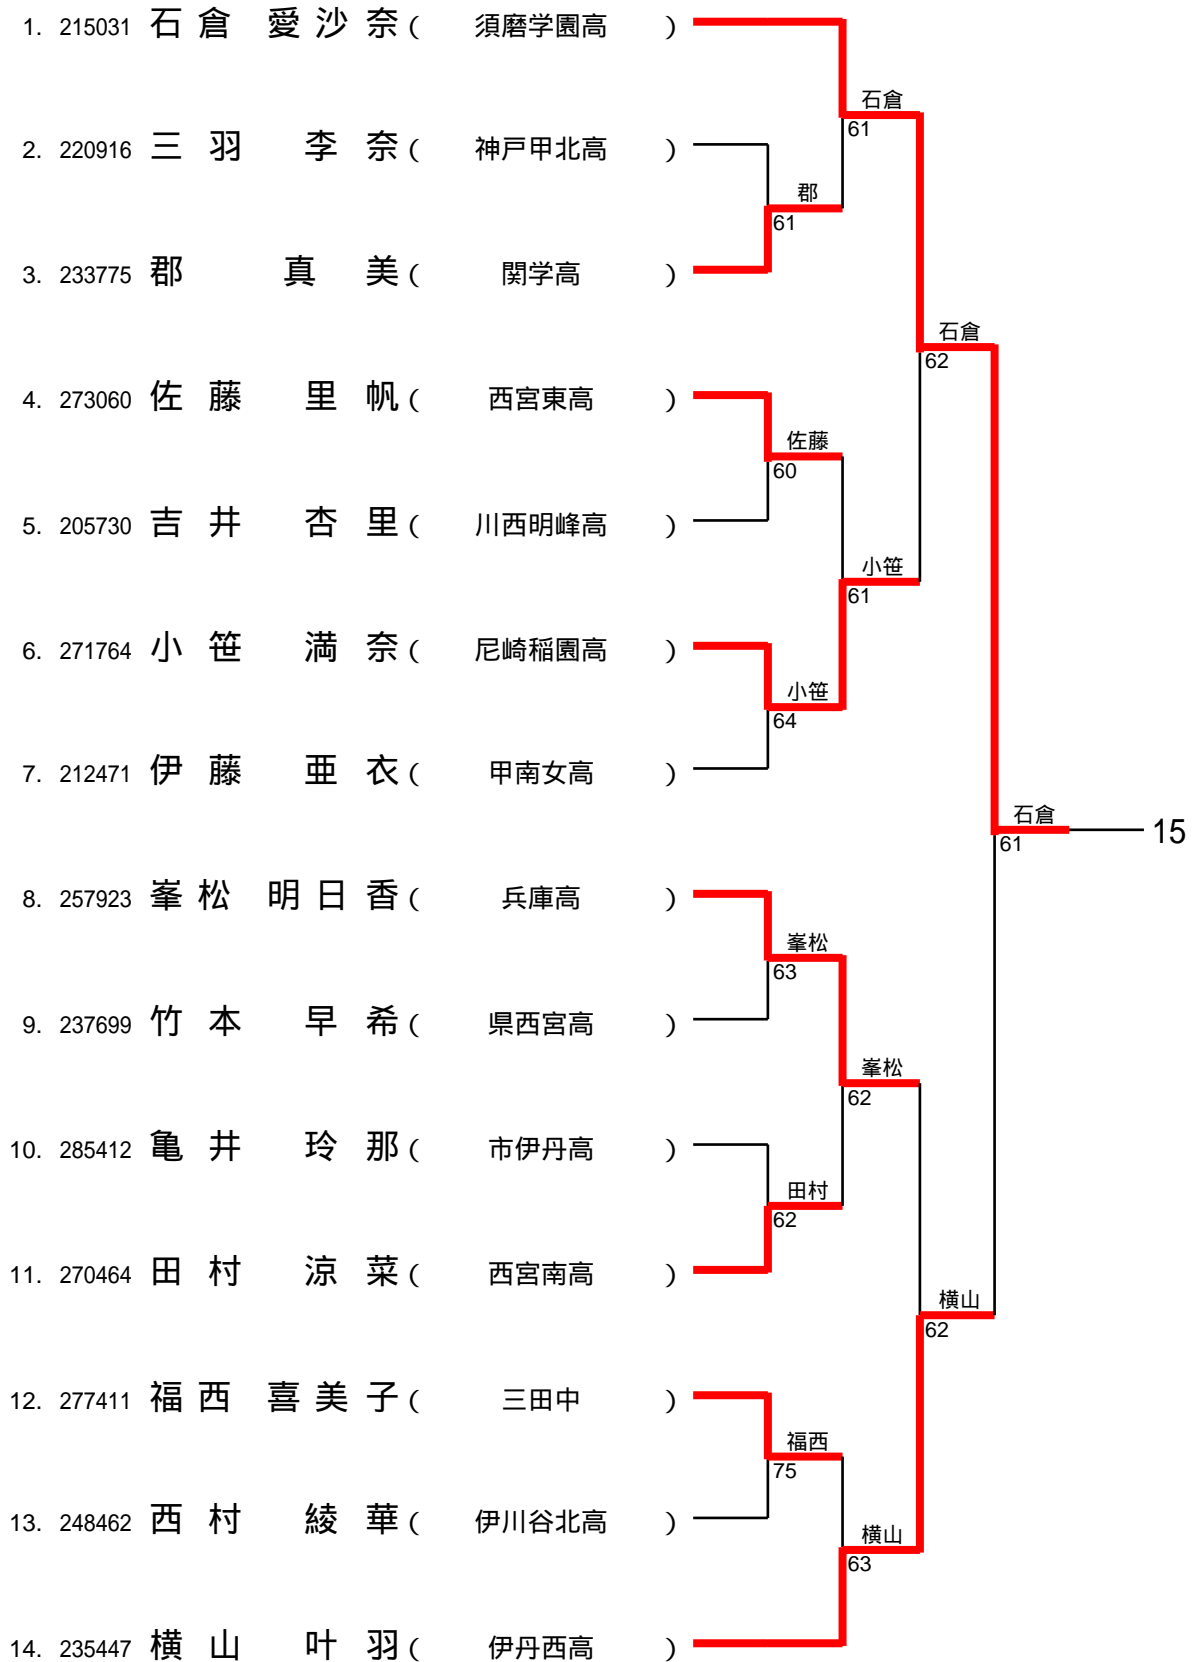 1. 215031 石倉 愛沙奈 ( 須磨学園高 )
石倉
61
2. 220916 三羽 李奈 ( 神戸甲北高 )
郡
61
3. 233775 郡 真美 ( 関学高 )
石倉
62
4. 273060 佐藤 里帆 ( 西宮東高 )
佐藤
60
5. 205730 吉井 杏里 ( 川西明峰高 )
小笹
61
6. 271764 小笹 満奈 ( 尼崎稲園高 )
小笹
64
7. 212471 伊藤 亜衣 ( 甲南女高 )
石倉
61
15
8. 257923 峯松 明日香 ( 兵庫高 )
峯松
63
9. 237699 竹本 早希 ( 県西宮高 )
峯松
62
10. 285412 亀井 玲那 ( 市伊丹高 )
田村
62
11. 270464 田村 涼菜 ( 西宮南高 )
横山
62
12. 277411 福西 喜美子 ( 三田中 )
福西
75
13. 248462 西村 綾華 ( 伊川谷北高 )
横山
63
14. 235447 横山 叶羽 ( 伊丹西高 )